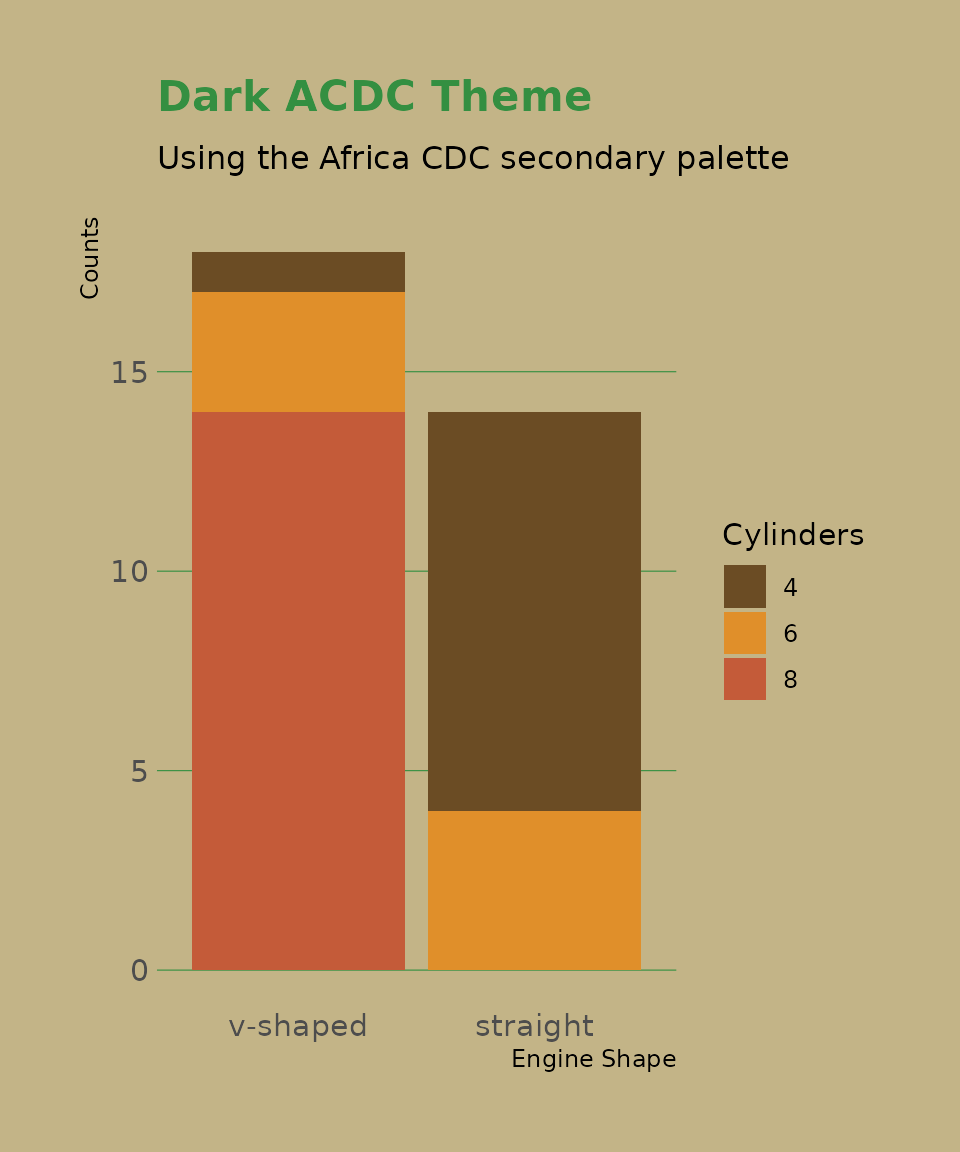 Dark ACDC Theme
Using the Africa CDC secondary palette
Counts
15
10
5
0
v-shaped straight
Engine Shape
Cylinders
4
6
8